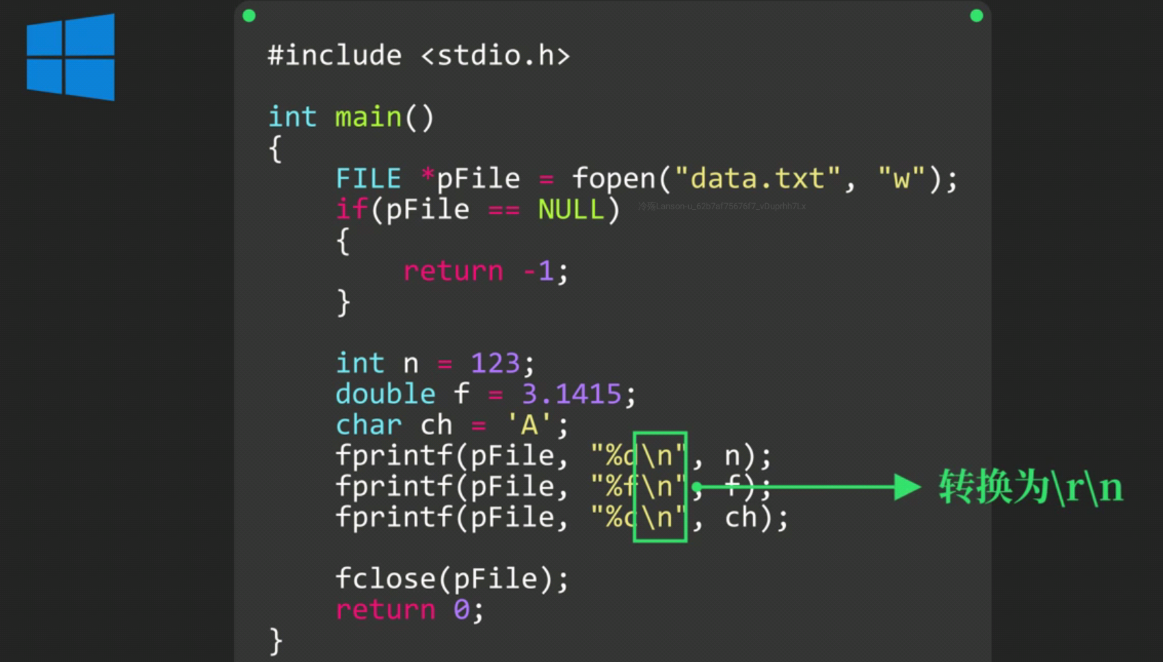 #include <stdio.h>
int main()
{
    FILE *pFile = fopen("data.txt", "w");
    if(pFile == NULL)
    {
        return -1;
    }
    int n = 123;
    double f = 3.1415;
    char ch = 'A';
    fprintf(pFile, "%d\n", n);
    fprintf(pFile, "%f\n", f);
    fprintf(pFile, "%c\n", ch);
转换为\r\n
    fclose(pFile);
    return 0;
}